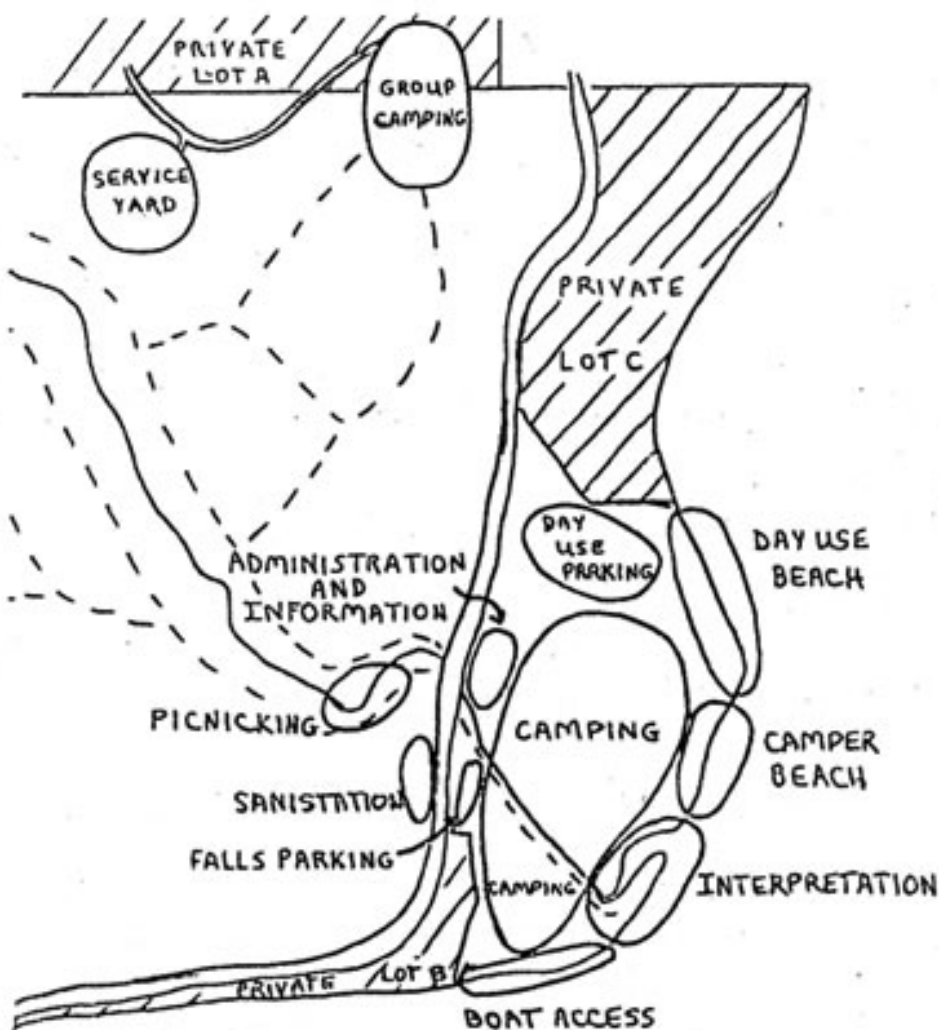 PRIVATE
LOT A
GROUP
CAMPING
SERVICE
YARD
PRIVATE
LOT C
DAY
USE
PARKING
DAY USE
BEACH
ADMINISTRATION
AND
INFORMATION
PICNICKING
CAMPING
CAMPER
BEACH
SANISTATION
FALLS PARKING
CAMPING
INTERPRETATION
PRIVATE LOT B
BOAT ACCESS